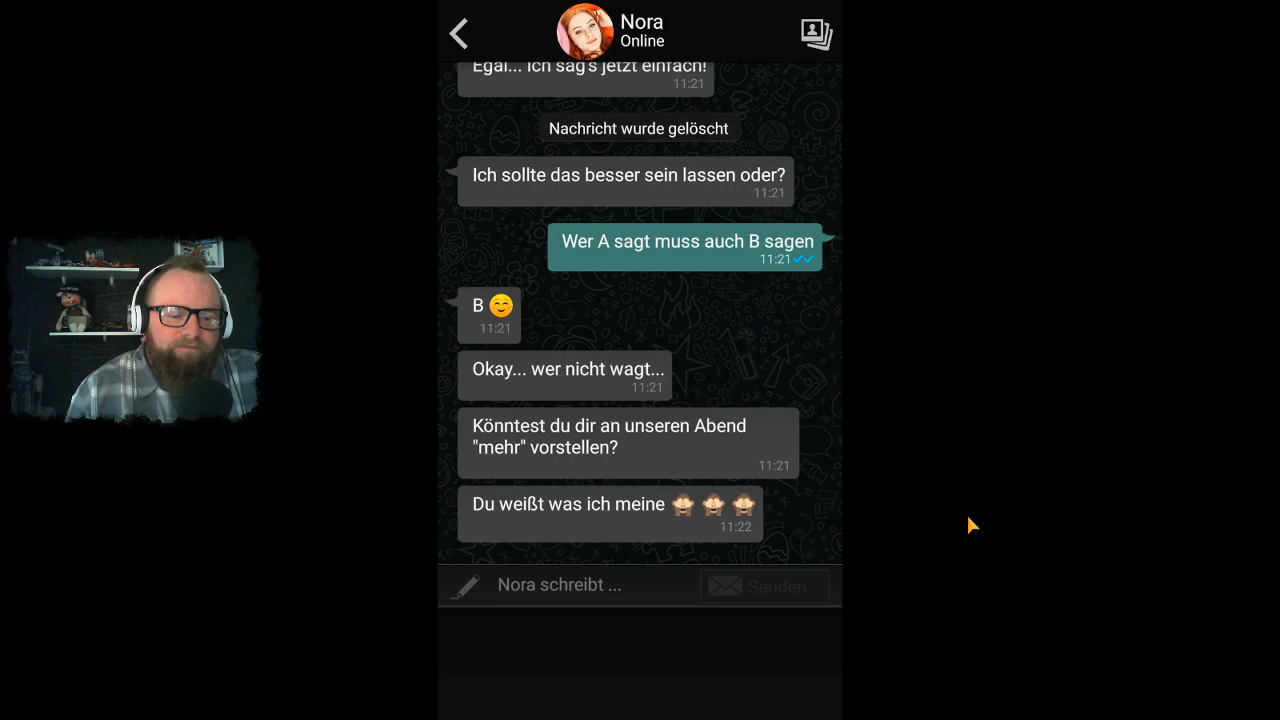 Nora
Online
Egal... Ich sag's jetzt einfach!
11:21
Nachricht wurde gelöscht
Ich sollte das besser sein lassen oder?
11:21
Wer A sagt muss auch B sagen
11:21
B 😊
11:21
Okay... wer nicht wagt...
11:21
Könntest du dir an unseren Abend
"mehr" vorstellen?
11:21
Du weißt was ich meine 🙈 🙈 🙈
11:22
Nora schreibt ...
Senden